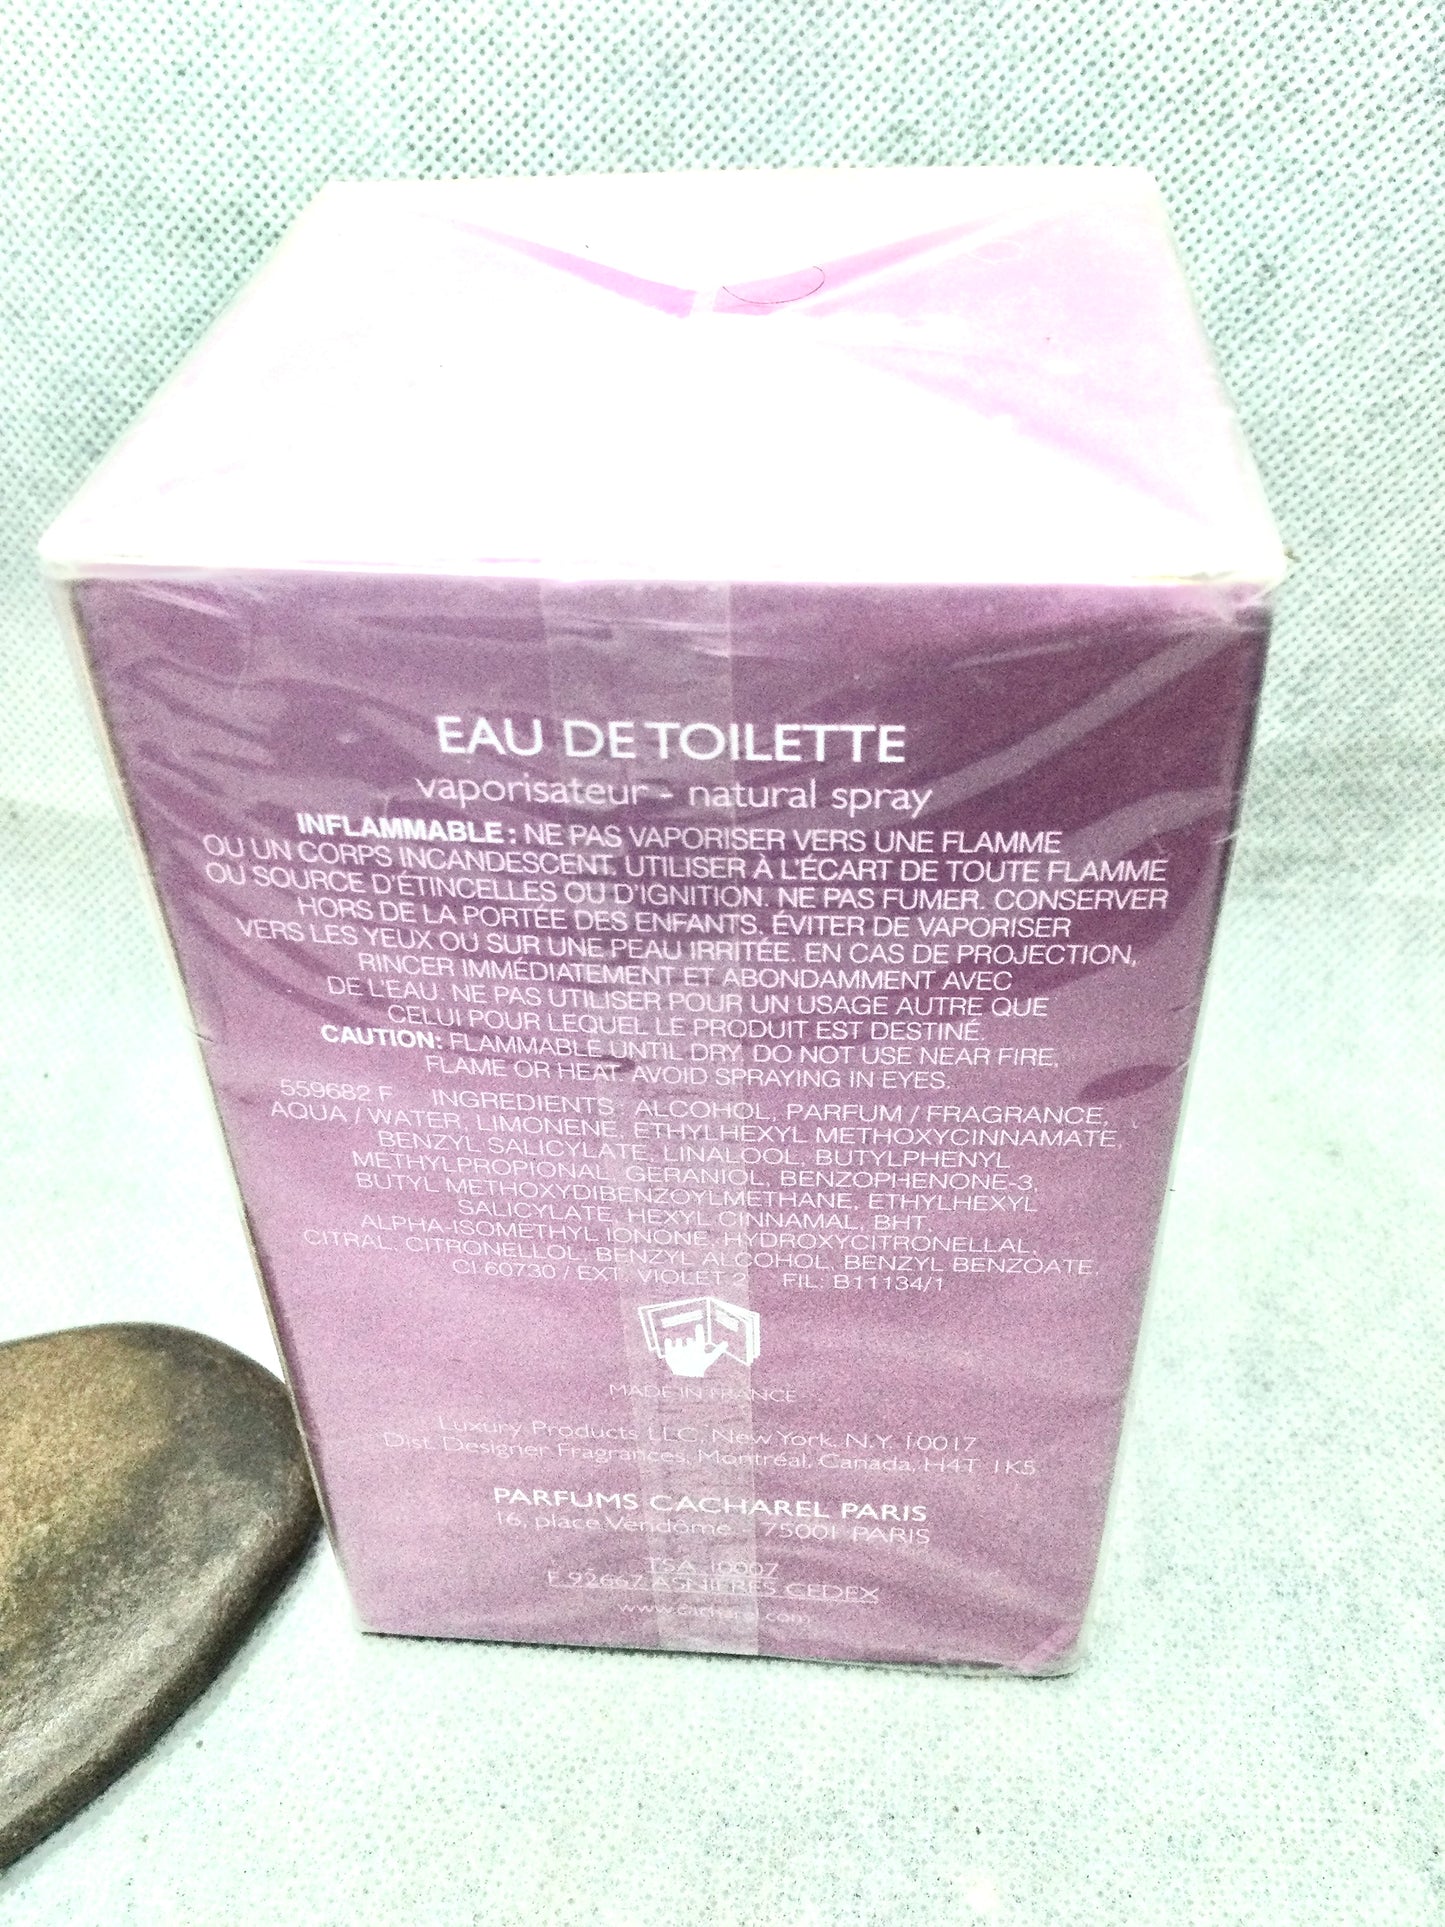 EAU DE TOILETTE
vaporisateur - natural spray
INFLAMMABLE: NE PAS VAPORISER VERS UNE FLAMME
OU UN CORPS INCANDESCENT. UTILISER À L'ÉCART DE TOUTE FLAMME
OU SOURCE D'ÉTINCELLES OU D'IGNITION. NE PAS FUMER. CONSERVER
HORS DE LA PORTÉE DES ENFANTS. ÉVITER DE VAPORISER
VERS LES YEUX OU SUR UNE PEAU IRRITÉE. EN CAS DE PROJECTION,
RINCER IMMÉDIATEMENT ET ABONDAMMENT AVEC
DE L'EAU. NE PAS UTILISER POUR UN USAGE AUTRE QUE
CELUI POUR LEQUEL LE PRODUIT EST DESTINÉ.
CAUTION: FLAMMABLE UNTIL DRY. DO NOT USE NEAR FIRE,
FLAME OR HEAT. AVOID SPRAYING IN EYES.
559682 F INGREDIENTS: ALCOHOL, PARFUM / FRAGRANCE,
AQUA / WATER, LIMONENE, ETHYLHEXYL METHOXYCINNAMATE,
BENZYL SALICYLATE, LINALOOL, BUTYLPHENYL
METHYLPROPIONAL, GERANIOL, BENZOPHENONE-3,
BUTYL METHOXYDIBENZOYLMETHANE, ETHYLHEXYL
SALICYLATE, HEXYL CINNAMAL, BHT,
ALPHA-ISOMETHYL IONONE, HYDROXYCITRONELLAL,
CITRAL, CITRONELLOL, BENZYL ALCOHOL, BENZYL BENZOATE,
CI 60730 / EXT. VIOLET 2 FIL: B11134/1
MADE IN FRANCE
Luxury Products LLC, New York, N.Y. 10017
Dist. Designer Fragrances, Montréal, Canada, H4T 1K5
PARFUMS CACHAREL PARIS
16, place Vendôme - 75001 PARIS
TSA 10007
F 92667 ASNIÈRES CEDEX
www.cacharel.com